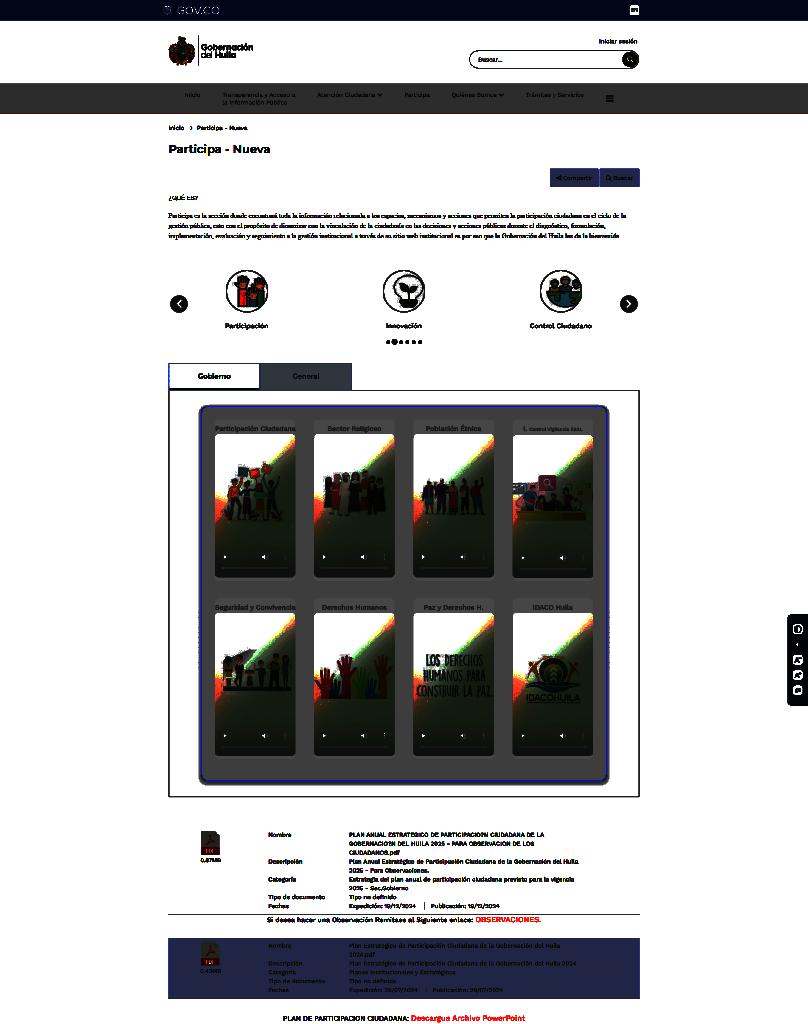 GOV.CO
EN
Gobernación
del Huila
Iniciar sesión
Buscar...
Inicio
Transparencia y Acceso a
la Información Pública
Atención Ciudadana
Participa
Quiénes Somos
Trámites y Servicios
Inicio > Participa - Nueva
Participa - Nueva
Compartir
Buscar
¿QUÉ ES?
Participa es la sección donde encontrará toda la información relacionada a los espacios, mecanismos y acciones que permiten la participación ciudadana en el ciclo de la
gestión pública, esto con el propósito de dinamizar con la vinculación de la ciudadanía en las decisiones y acciones públicas durante el diagnóstico, formulación,
implementación, evaluación y seguimiento a la gestión institucional a través de su sitio web institucional es por eso que la Gobernación del Huila les da la bienvenida
Participación
Innovación
Control Ciudadano
Gobierno
General
Participación Ciudadana
Sector Religioso
Población Étnica
I. Control Vigilancia Edu.
Seguridad y Convivencia
Derechos Humanos
Paz y Derechos H.
IDACO Huila
LOS DERECHOS
HUMANOS PARA
CONSTRUIR LA PAZ
IDACOHUILA
PDF
0,87MB
Nombre
PLAN ANUAL ESTRATEGICO DE PARTICIPACION CIUDADANA DE LA
GOBERNACION DEL HUILA 2025 - PARA OBSERVACION DE LOS
CIUDADANOS.pdf
Descripción
Plan Anual Estratégico de Participación Ciudadana de la Gobernación del Huila
2025 - Para Observaciones.
Categoría
Estrategia del plan anual de participación ciudadana previsto para la vigencia
2025 - Sec.Gobierno
Tipo de documento
Tipo no definido
Fechas
Expedición: 19/12/2024 | Publicación: 19/12/2024
Si desea hacer una Observación Remitase al Siguiente enlace: OBSERVACIONES.
PDF
0,43MB
Nombre
Plan Estratégico de Participación Ciudadana de la Gobernación del Huila
2024.pdf
Descripción
Plan Estratégico de Participación Ciudadana de la Gobernación del Huila 2024
Categoría
Planes Institucionales y Estratégicos
Tipo de documento
Tipo no definido
Fechas
Expedición: 26/07/2024 | Publicación: 26/07/2024
PLAN DE PARTICIPACION CIUDADANA: Descargue Archivo PowerPoint